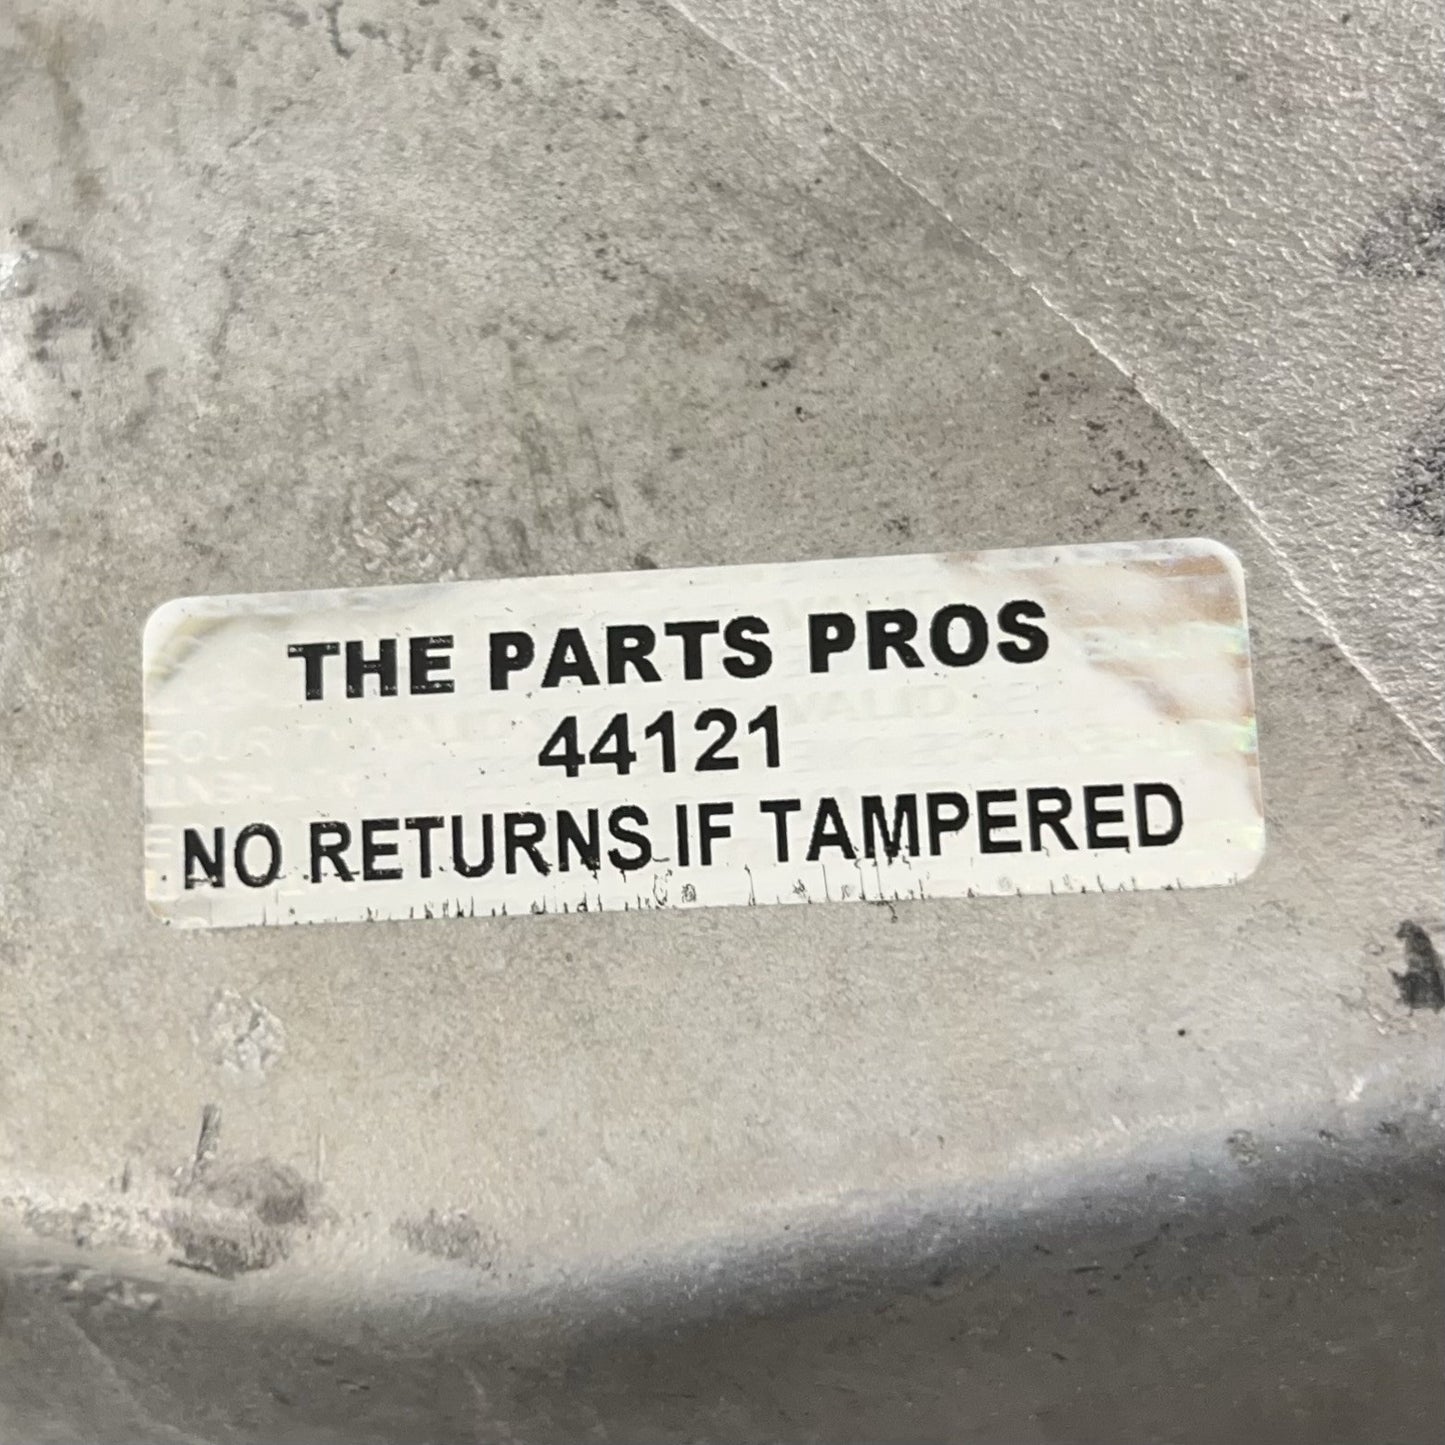 THE PARTS PROS
44121
NO RETURNS IF TAMPERED